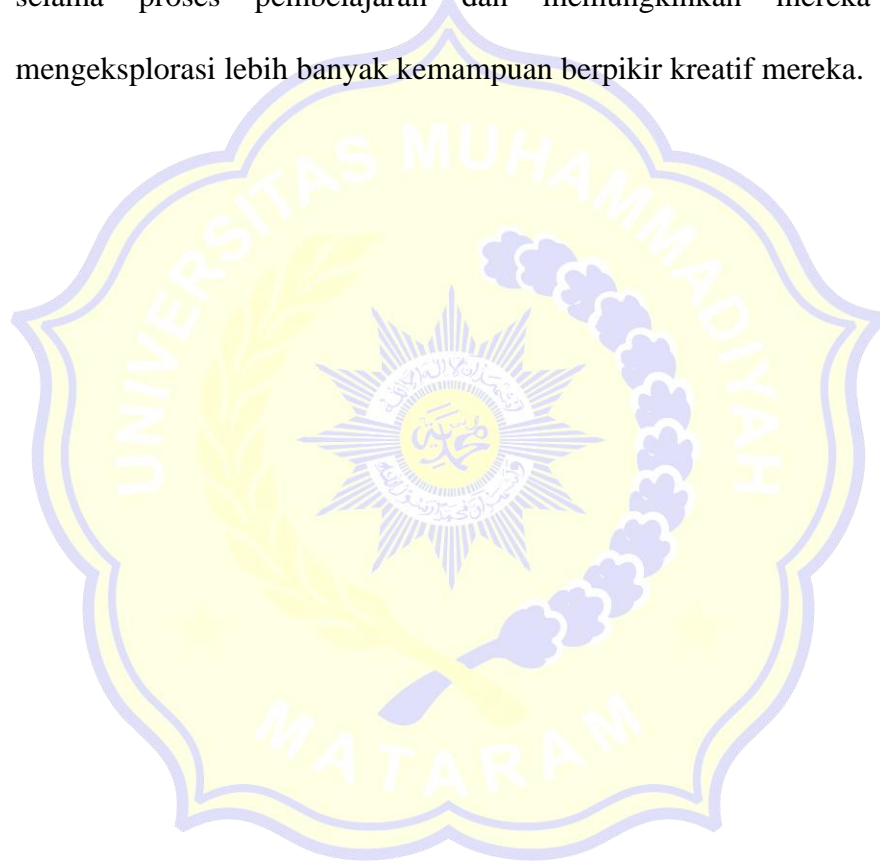 selama proses pembelajaran dan memungkinkan mereka
mengeksplorasi lebih banyak kemampuan berpikir kreatif mereka.
UNIVERSITAS MUHAMMADIYAH
MATARAM